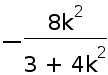 − 8k² / (3 + 4k²)